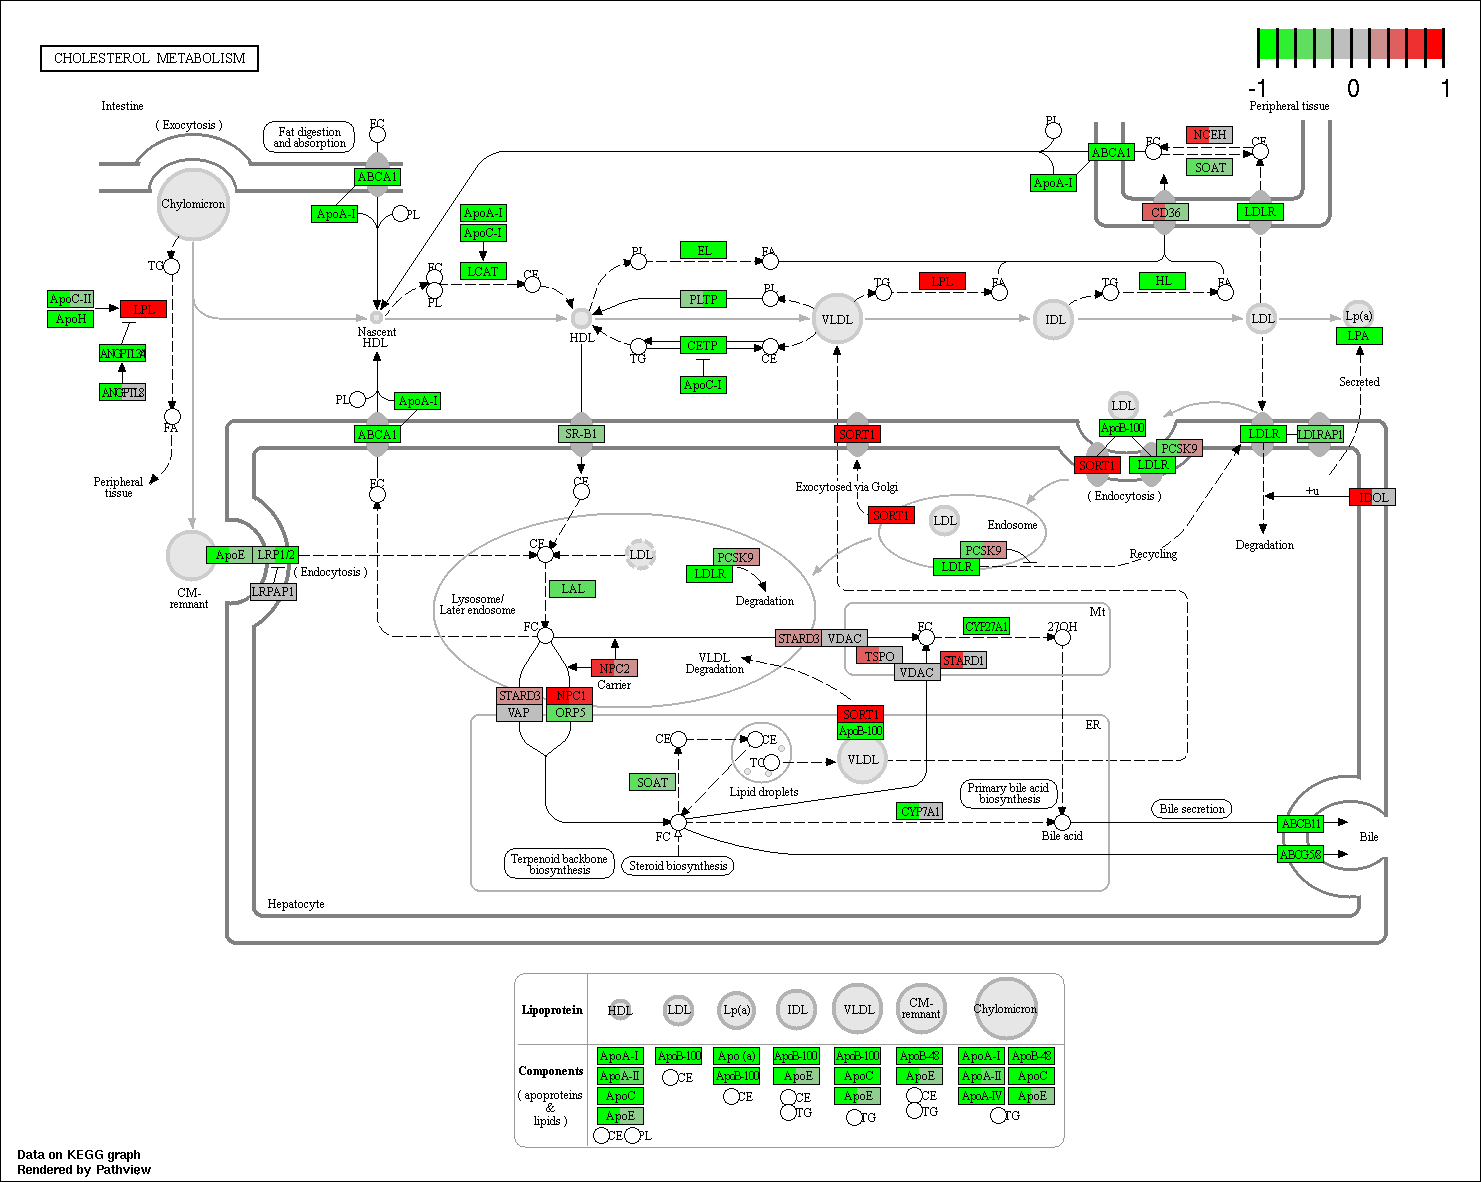 CHOLESTEROL METABOLISM
-1 0 1
Intestine
( Exocytosis )
Fat digestion
and absorption
FC
ABCA1
ApoA-I
PL
Chylomicron
TG
ApoC-II
ApoH
LPL
ANGPTL3/4
ANGPTL8
FA
Peripheral
tissue
ApoA-I
ApoC-I
LCAT
FC
PL
CE
Nascent
HDL
HDL
PL
EL
FA
PLTP
PL
CETP
TG
CE
ApoC-I
VLDL
TG
LPL
FA
IDL
TG
HL
FA
LDL
Lp(a)
LPA
Secreted
Peripheral tissue
PL
ABCA1
ApoA-I
FC
NCEH
CE
SOAT
CD36
LDLR
PL
ApoA-I
ABCA1
SR-B1
SORT1
LDL
ApoB-100
SORT1
LDLR
PCSK9
( Endocytosis )
LDLR
LDLRAP1
+u
IDOL
Degradation
Recycling
FC
CE
Exocytosed via Golgi
SORT1
LDL
Endosome
PCSK9
LDLR
CM-
remnant
ApoE
LRP1/2
( Endocytosis )
LRPAP1
CE
LDL
PCSK9
LDLR
Degradation
LAL
Lysosome/
Later endosome
FC
STARD3
VDAC
NPC2
Carrier
STARD3
NPC1
VAP
ORP5
VLDL
Degradation
Mt
FC
CYP27A1
27OH
TSPO
STARD1
VDAC
SORT1
ApoB-100
VLDL
ER
CE
CE
TG
Lipid droplets
SOAT
FC
CYP7A1
Primary bile acid
biosynthesis
Bile acid
Bile secretion
ABCB11
ABCG5/8
Bile
Terpenoid backbone
biosynthesis
Steroid biosynthesis
Hepatocyte
Lipoprotein
HDL LDL Lp(a) IDL VLDL CM-
remnant Chylomicron
Components
( apoproteins
&
lipids )
ApoA-I ApoB-100 Apo (a) ApoB-100 ApoB-100 ApoB-48 ApoA-I ApoB-48
ApoA-II CE ApoB-100 ApoE ApoC ApoE ApoA-II ApoC
ApoC CE CE TG ApoE CE TG ApoA-IV ApoE
ApoE TG TG
CE PL
Data on KEGG graph
Rendered by Pathview